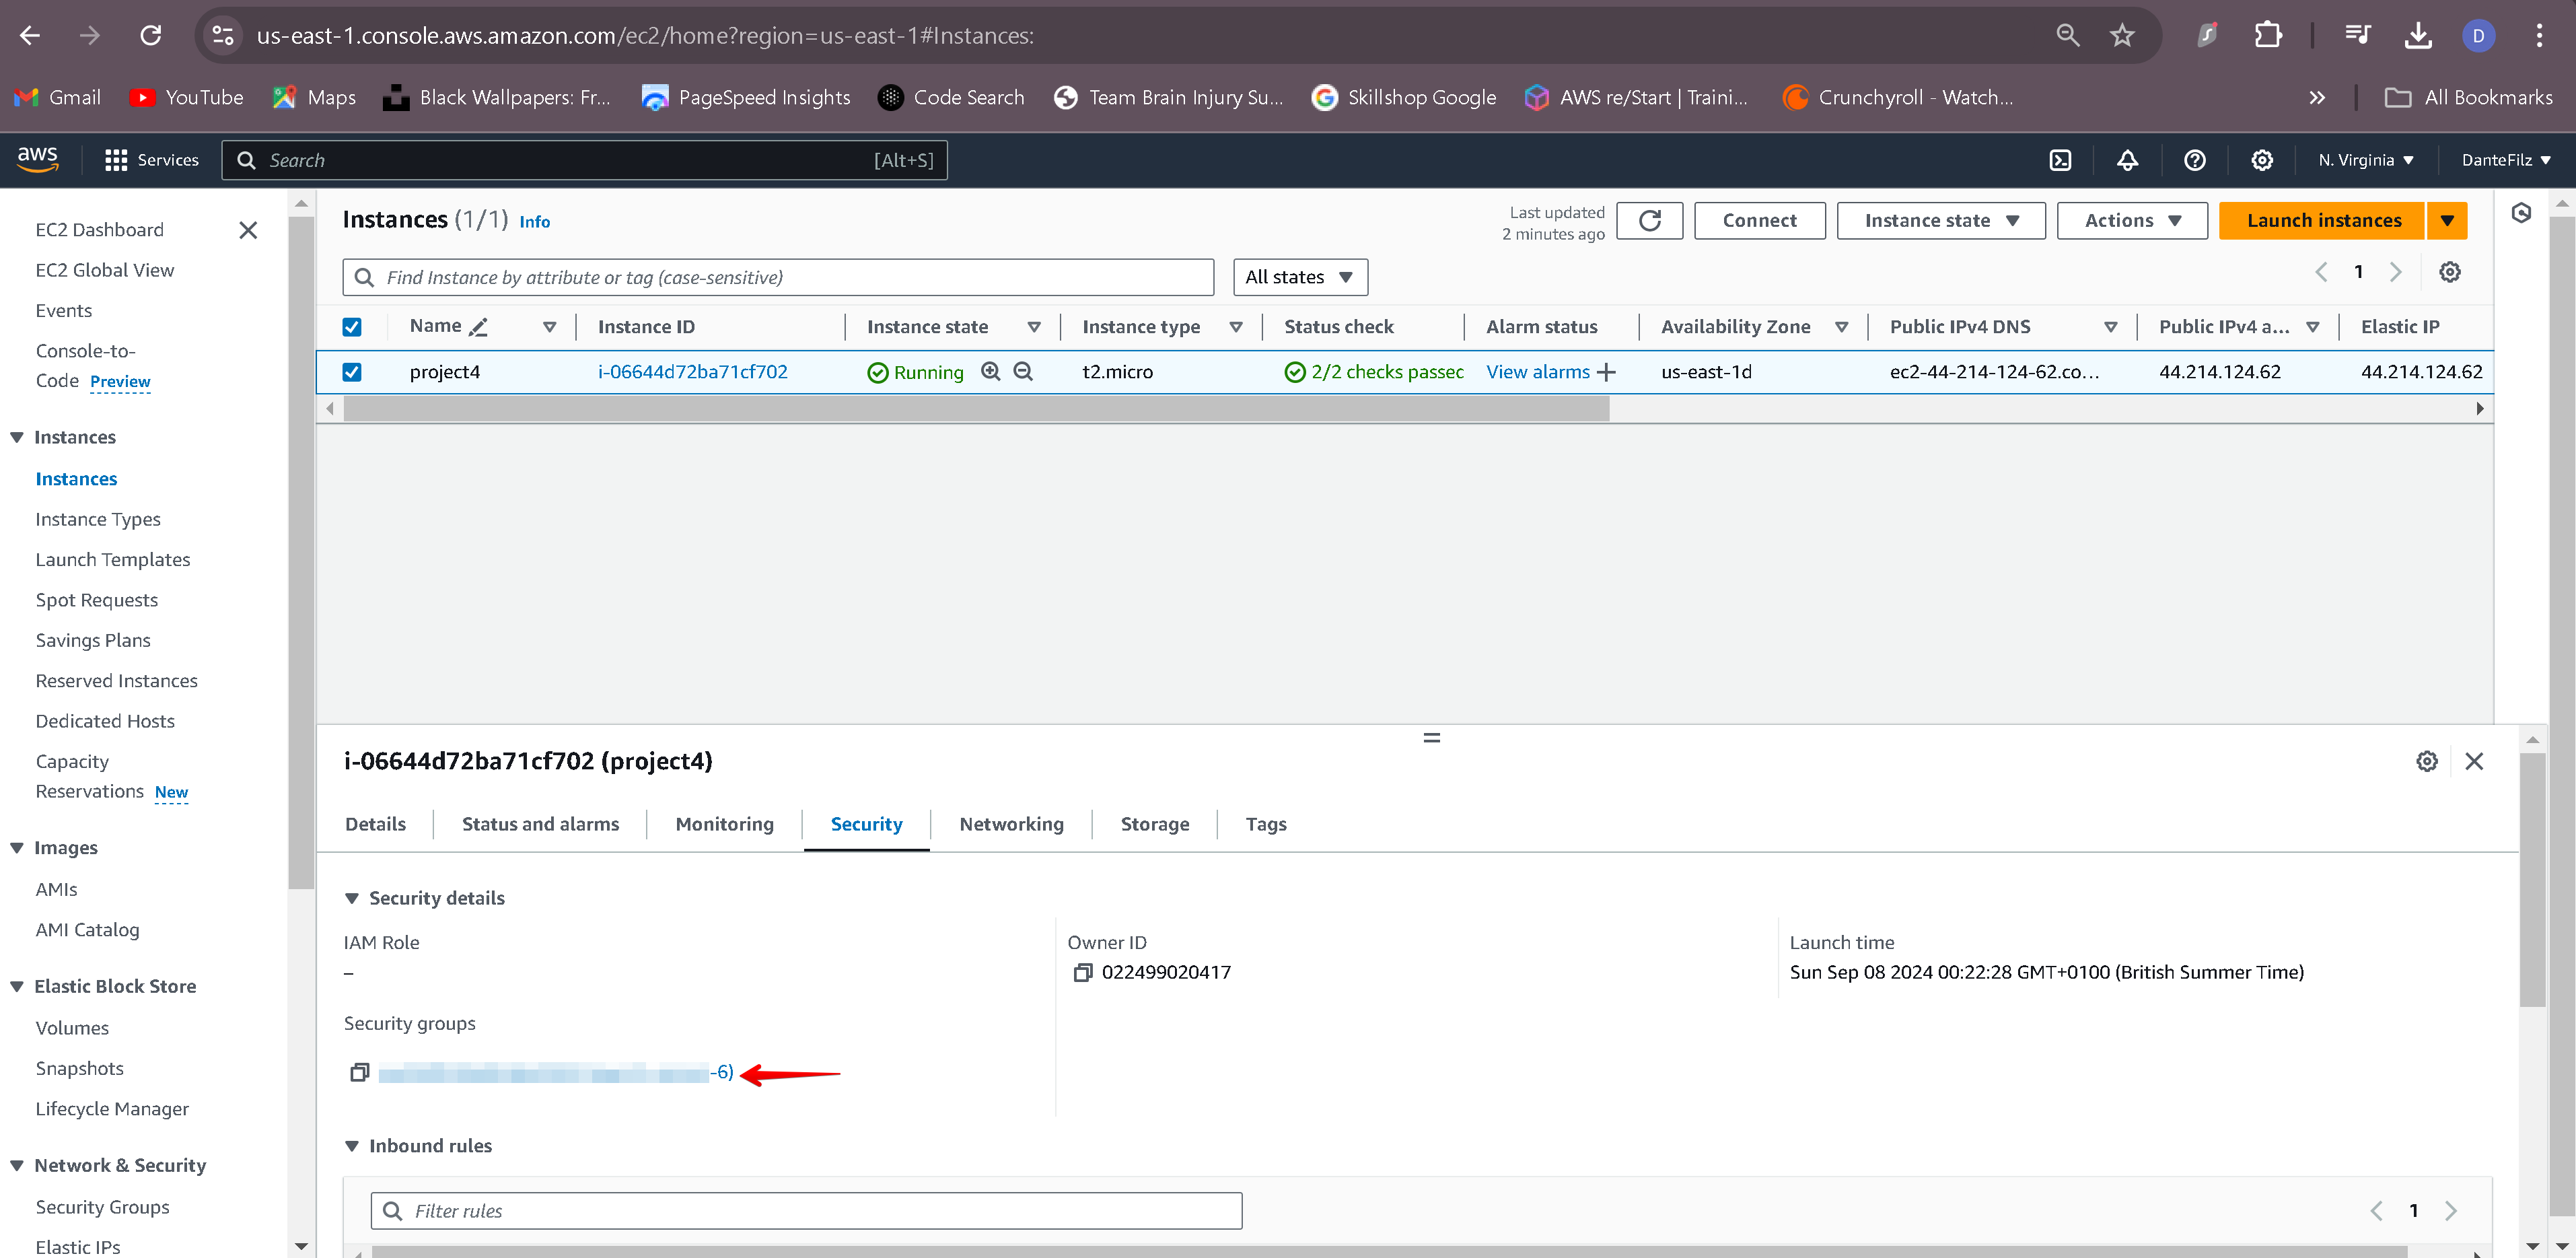 us-east-1.console.aws.amazon.com/ec2/home?region=us-east-1#Instances:
D
Gmail YouTube Maps Black Wallpapers: Fr... PageSpeed Insights Code Search Team Brain Injury Su... Skillshop Google AWS re/Start | Traini... Crunchyroll - Watch... All Bookmarks
aws Services Search [Alt+S] N. Virginia DanteFilz
EC2 Dashboard
EC2 Global View
Events
Console-to-
Code Preview
Instances
Instances
Instance Types
Launch Templates
Spot Requests
Savings Plans
Reserved Instances
Dedicated Hosts
Capacity
Reservations New
Images
AMIs
AMI Catalog
Elastic Block Store
Volumes
Snapshots
Lifecycle Manager
Network & Security
Security Groups
Elastic IPs
Instances (1/1) Info
Last updated
2 minutes ago
Connect Instance state Actions Launch instances
Find Instance by attribute or tag (case-sensitive) All states 1
Name Instance ID Instance state Instance type Status check Alarm status Availability Zone Public IPv4 DNS Public IPv4 a... Elastic IP
project4 i-06644d72ba71cf702 Running t2.micro 2/2 checks passec View alarms us-east-1d ec2-44-214-124-62.co... 44.214.124.62 44.214.124.62
i-06644d72ba71cf702 (project4)
Details Status and alarms Monitoring Security Networking Storage Tags
Security details
IAM Role Owner ID Launch time
– 022499020417 Sun Sep 08 2024 00:22:28 GMT+0100 (British Summer Time)
Security groups
-6)
Inbound rules
Filter rules 1